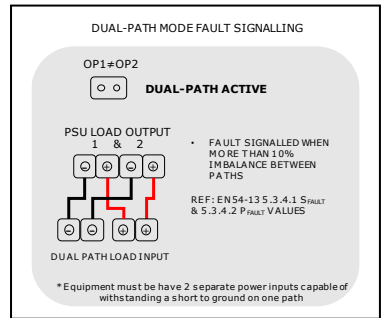 DUAL-PATH MODE FAULT SIGNALLING
OP1≠OP2
DUAL-PATH ACTIVE
PSU LOAD OUTPUT
1 & 2
• FAULT SIGNALLED WHEN
MORE THAN 10%
IMBALANCE BETWEEN
PATHS
REF: EN54-13 5.3.4.1 SFAULT
& 5.3.4.2 PFAULT VALUES
DUAL PATH LOAD INPUT
*Equipment must be have 2 separate power inputs capable of
withstanding a short to ground on one path